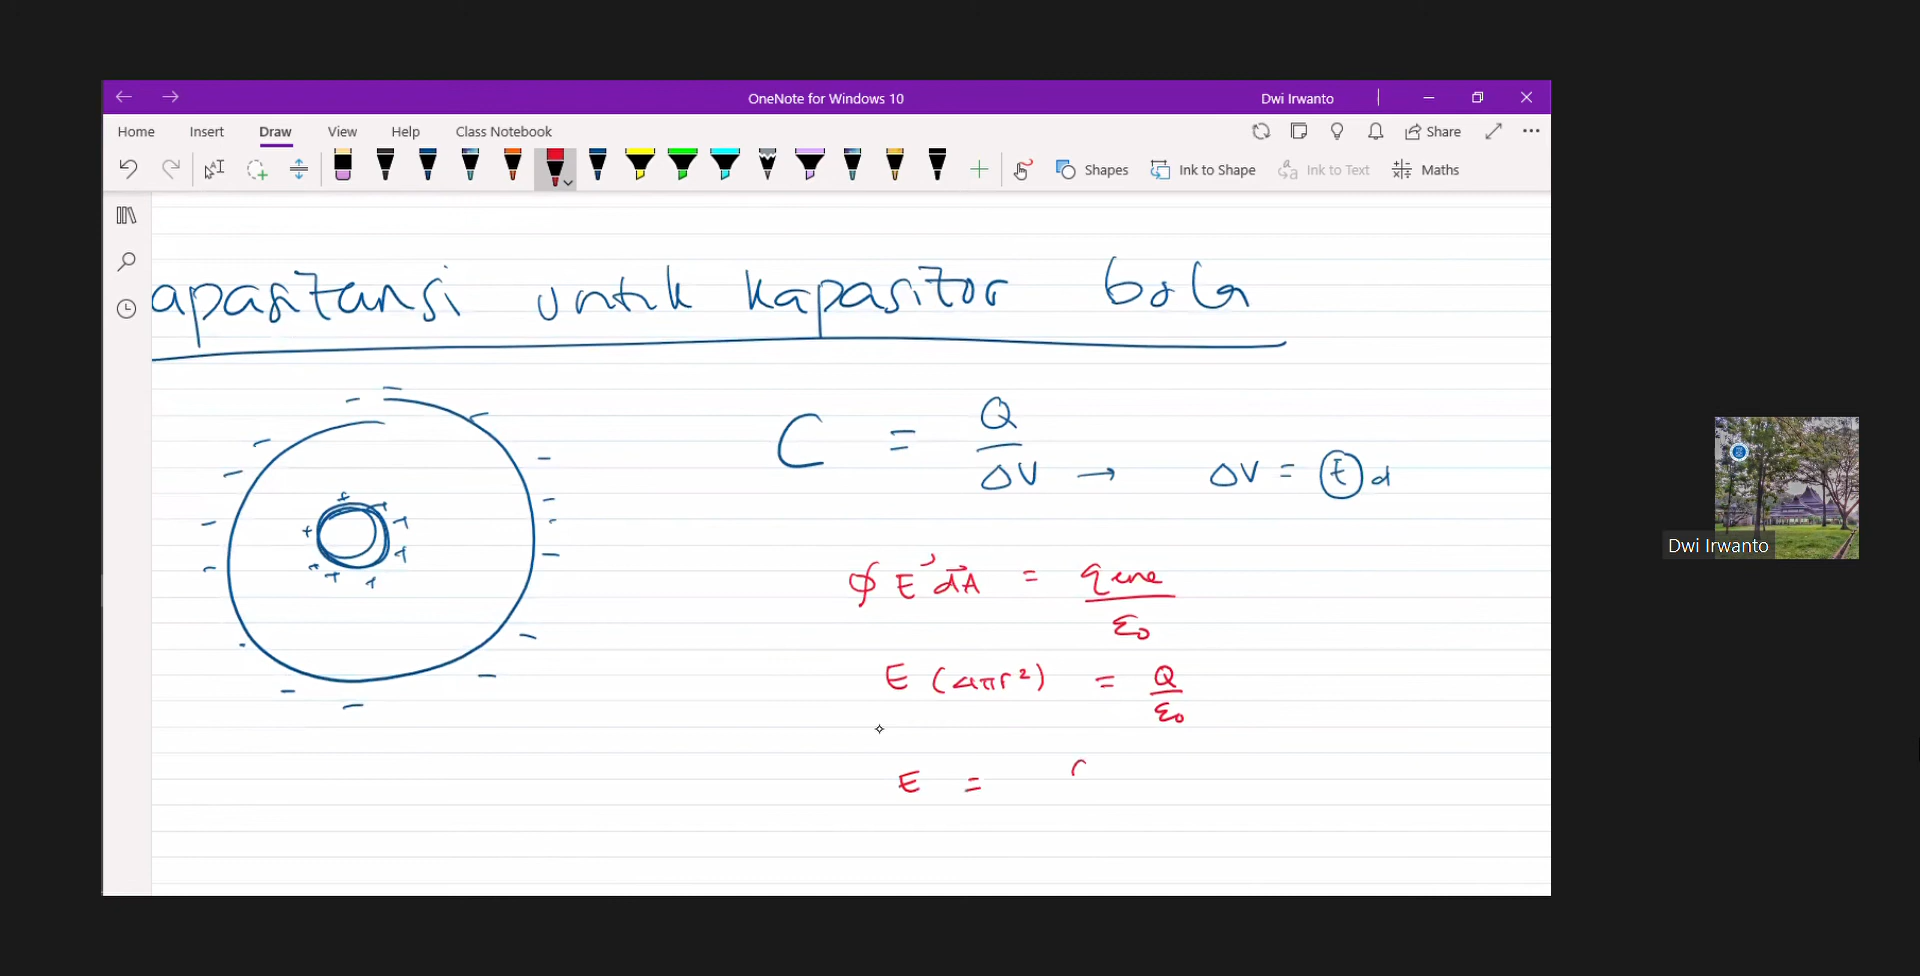 OneNote for Windows 10
Dwi Irwanto
Home Insert Draw View Help Class Notebook
Share
Shapes Ink to Shape Ink to Text Maths
apasitansi untuk kapasitor bola
C = Q / ΔV → ΔV = E d
∮ E dA = q enc / ε0
E (4πr²) = Q / ε0
E =
Dwi Irwanto